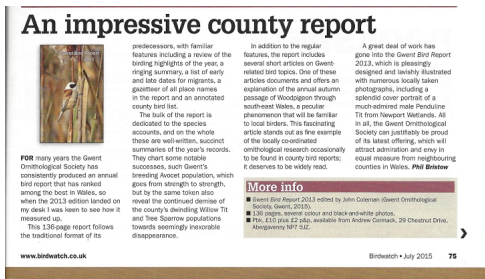 An impressive county report
FOR many years the Gwent
Ornithological Society has
consistently produced an annual
bird report that has ranked
among the best in Wales, so
when the 2013 edition landed on
my desk I was keen to see how it
measured up.
This 136-page report follows
the traditional format of its
predecessors, with familiar
features including a review of the
birding highlights of the year, a
ringing summary, a list of early
and late dates for migrants, a
gazetteer of all place names
in the report and an annotated
county bird list.
The bulk of the report is
dedicated to the species
accounts, and on the whole
these are well-written, succinct
summaries of the year's records.
They chart some notable
successes, such Gwent's
breeding Avocet population, which
goes from strength to strength,
but by the same token also
reveal the continued demise of
the county's dwindling Willow Tit
and Tree Sparrow populations
towards seemingly inexorable
disappearance.
In addition to the regular
features, the report includes
several short articles on Gwent-
related bird topics. One of these
articles documents and offers an
explanation of the annual autumn
passage of Woodpigeon through
south-east Wales, a peculiar
phenomenon that will be familiar
to local birders. This fascinating
article stands out as fine example
of the locally co-ordinated
ornithological research occasionally
to be found in county bird reports;
it deserves to be widely read.
A great deal of work has
gone into the Gwent Bird Report
2013, which is pleasingly
designed and lavishly illustrated
with numerous locally taken
photographs, including a
splendid cover portrait of a
much-admired male Penduline
Tit from Newport Wetlands. All
in all, the Gwent Ornithological
Society can justifiably be proud
of its latest offering, which will
attract admiration and envy in
equal measure from neighbouring
counties in Wales. Phil Bristow
More info
■ Gwent Bird Report 2013 edited by John Coleman (Gwent Ornithological
Society, Gwent, 2015).
■ 136 pages, several colour and black-and-white photos.
■ Pbk, £10 plus £2 p&p, available from Andrew Cormack, 29 Chestnut Drive,
Abergavenny NP7 5JZ.
www.birdwatch.co.uk
Birdwatch • July 2015 75